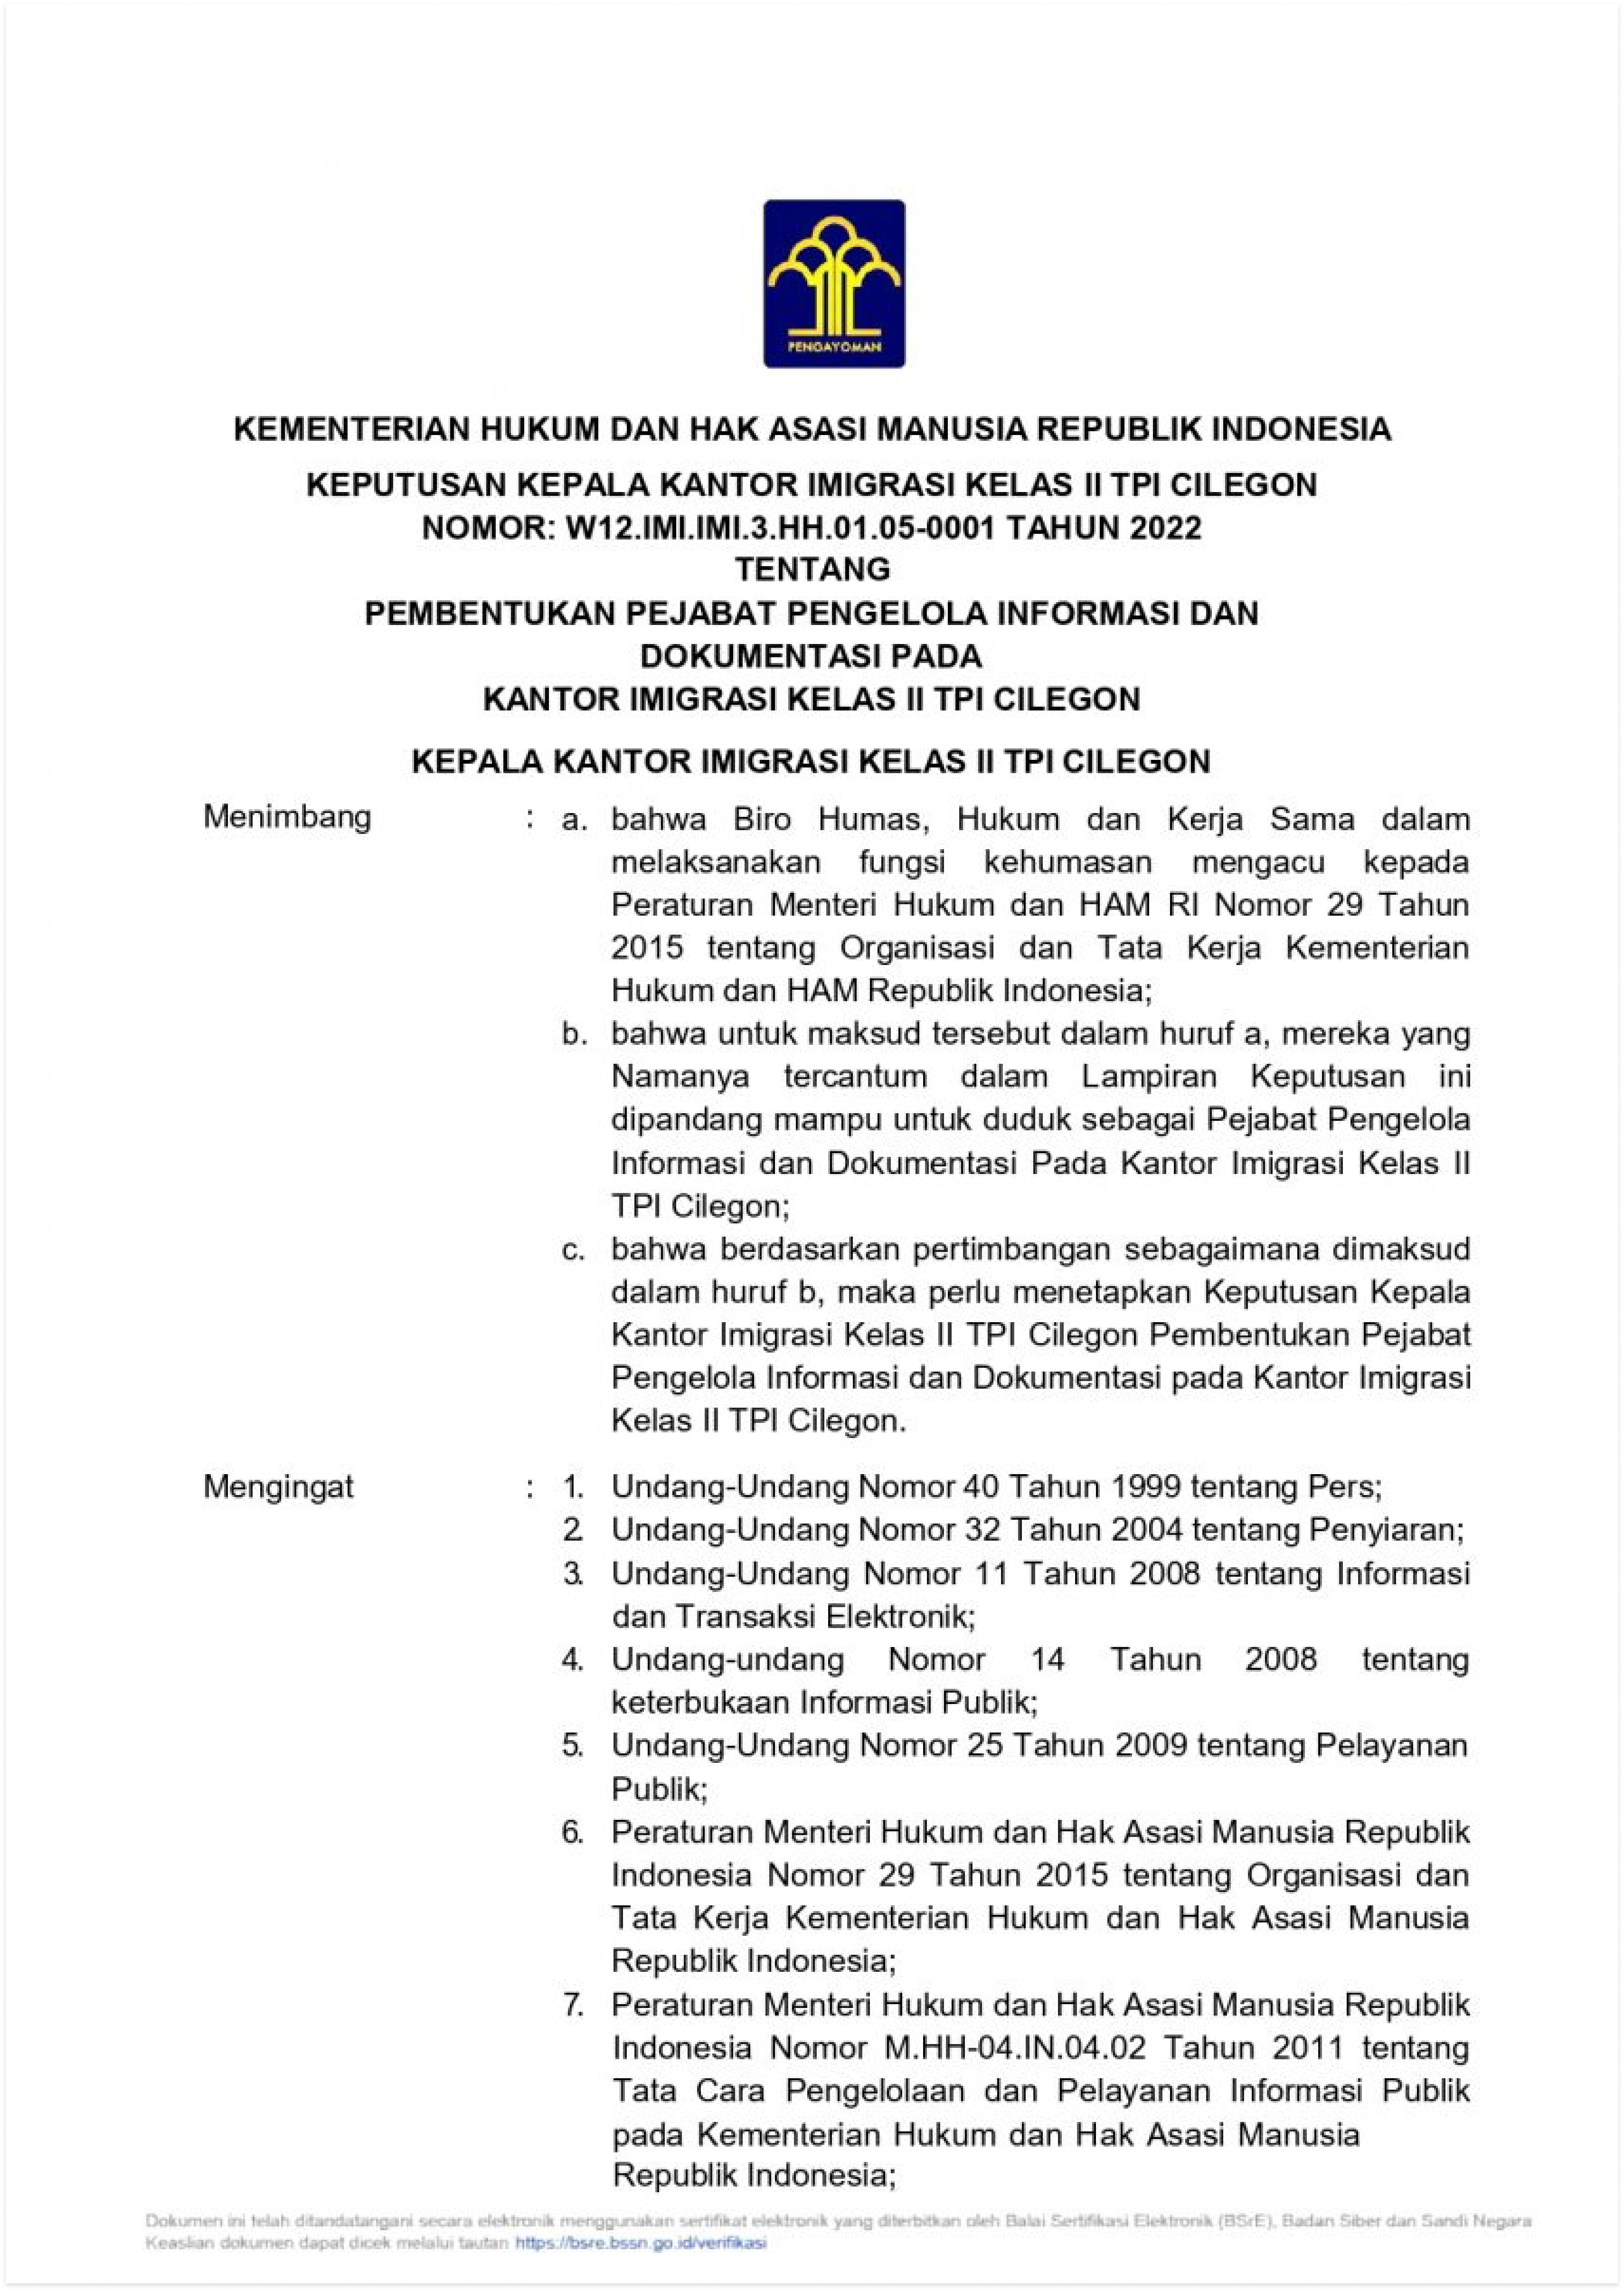 PENGAYOMAN
KEMENTERIAN HUKUM DAN HAK ASASI MANUSIA REPUBLIK INDONESIA
KEPUTUSAN KEPALA KANTOR IMIGRASI KELAS II TPI CILEGON
NOMOR: W12.IMI.IMI.3.HH.01.05-0001 TAHUN 2022
TENTANG
PEMBENTUKAN PEJABAT PENGELOLA INFORMASI DAN
DOKUMENTASI PADA
KANTOR IMIGRASI KELAS II TPI CILEGON
KEPALA KANTOR IMIGRASI KELAS II TPI CILEGON
Menimbang : a. bahwa Biro Humas, Hukum dan Kerja Sama dalam
melaksanakan fungsi kehumasan mengacu kepada
Peraturan Menteri Hukum dan HAM RI Nomor 29 Tahun
2015 tentang Organisasi dan Tata Kerja Kementerian
Hukum dan HAM Republik Indonesia;
b. bahwa untuk maksud tersebut dalam huruf a, mereka yang
Namanya tercantum dalam Lampiran Keputusan ini
dipandang mampu untuk duduk sebagai Pejabat Pengelola
Informasi dan Dokumentasi Pada Kantor Imigrasi Kelas II
TPI Cilegon;
c. bahwa berdasarkan pertimbangan sebagaimana dimaksud
dalam huruf b, maka perlu menetapkan Keputusan Kepala
Kantor Imigrasi Kelas II TPI Cilegon Pembentukan Pejabat
Pengelola Informasi dan Dokumentasi pada Kantor Imigrasi
Kelas II TPI Cilegon.
Mengingat : 1. Undang-Undang Nomor 40 Tahun 1999 tentang Pers;
2. Undang-Undang Nomor 32 Tahun 2004 tentang Penyiaran;
3. Undang-Undang Nomor 11 Tahun 2008 tentang Informasi
dan Transaksi Elektronik;
4. Undang-undang Nomor 14 Tahun 2008 tentang
keterbukaan Informasi Publik;
5. Undang-Undang Nomor 25 Tahun 2009 tentang Pelayanan
Publik;
6. Peraturan Menteri Hukum dan Hak Asasi Manusia Republik
Indonesia Nomor 29 Tahun 2015 tentang Organisasi dan
Tata Kerja Kementerian Hukum dan Hak Asasi Manusia
Republik Indonesia;
7. Peraturan Menteri Hukum dan Hak Asasi Manusia Republik
Indonesia Nomor M.HH-04.IN.04.02 Tahun 2011 tentang
Tata Cara Pengelolaan dan Pelayanan Informasi Publik
pada Kementerian Hukum dan Hak Asasi Manusia
Republik Indonesia;
Dokumen ini telah ditandatangani secara elektronik menggunakan sertifikat elektronik yang diterbitkan oleh Balai Sertifikasi Elektronik (BSrE), Badan Siber dan Sandi Negara
Keaslian dokumen dapat dicek melalui tautan https://bsre.bssn.go.id/verifikasi